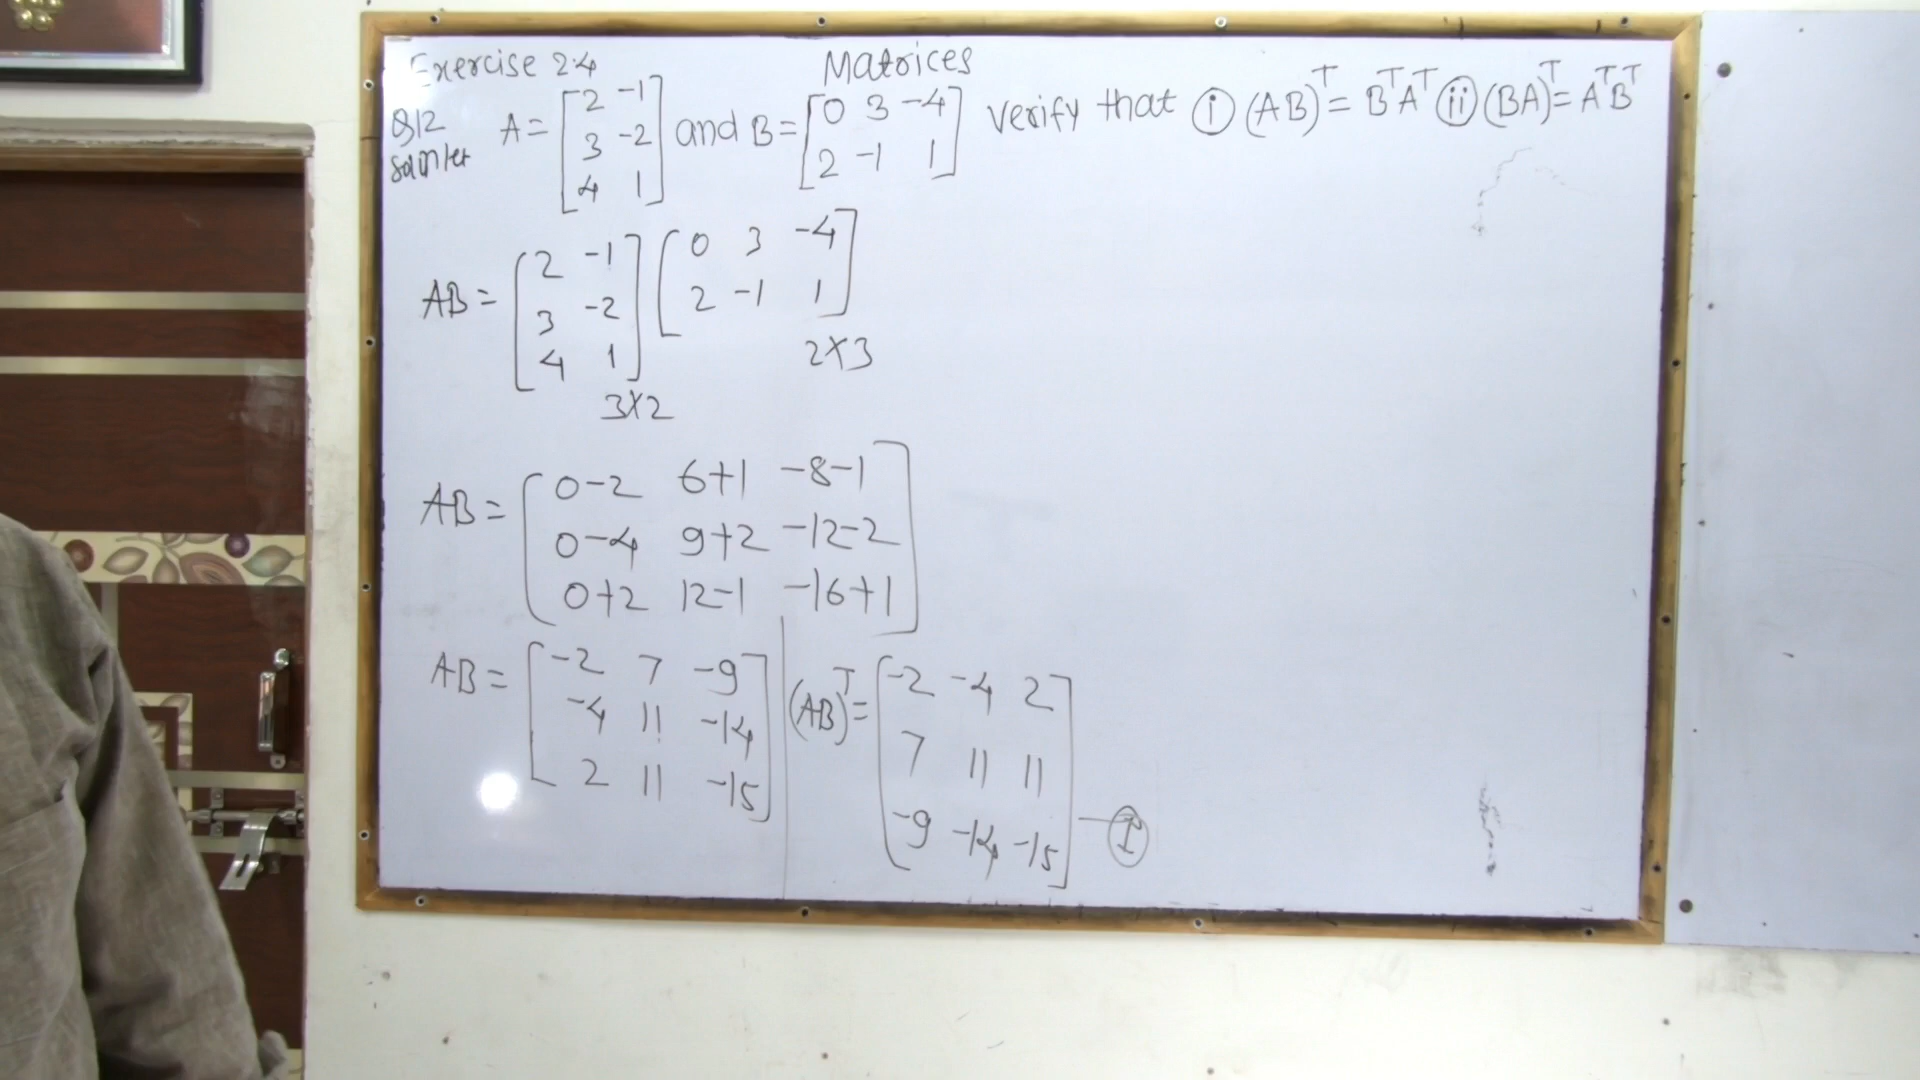 Exercise 2.4 Matrices
Q12 A = [2 -1 3 -2 4 1] and B = [0 3 -4 2 -1 1] verify that (i) (AB)^T = B^T A^T (ii) (BA)^T = A^T B^T
AB = [2 -1 3 -2 4 1] [0 3 -4 2 -1 1]
3×2 2×3
AB = [0-2 6+1 -8-1
0-4 9+2 -12-2
0+2 12-1 -16+1]
AB = [-2 7 -9
-4 11 -14
2 11 -15]
(AB)^T = [-2 -4 2
7 11 11
-9 -14 -15] — (I)